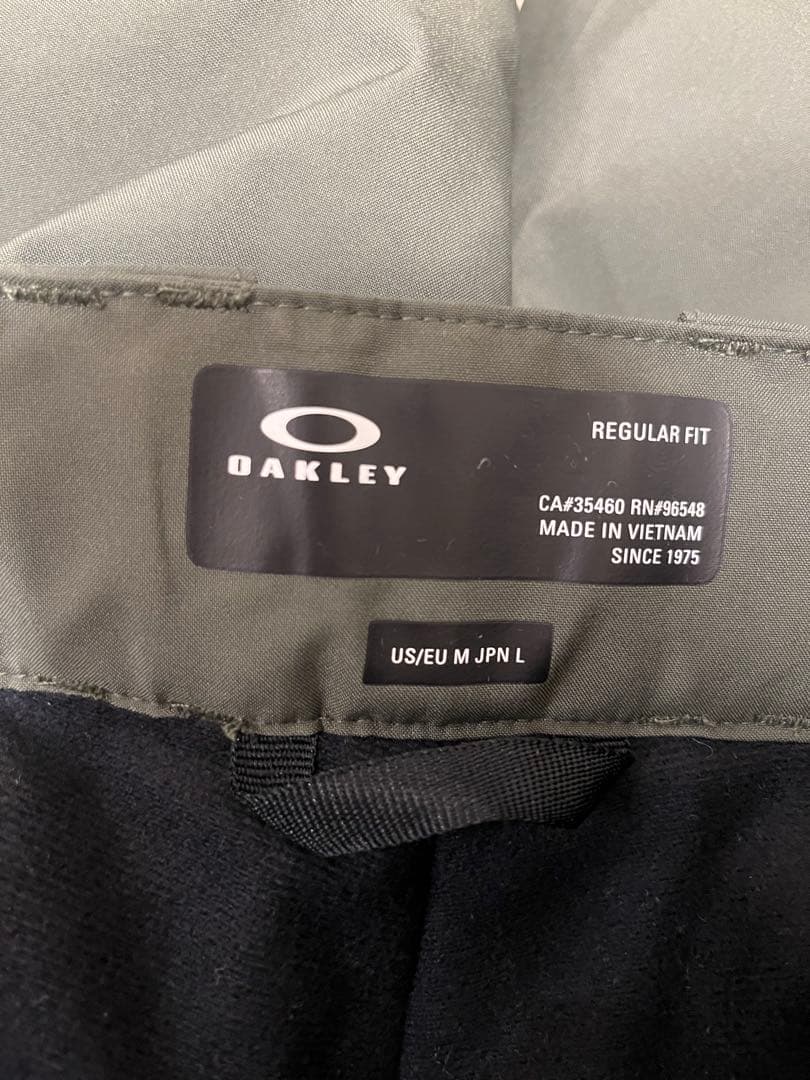 OAKLEY
REGULAR FIT
CA#35460 RN#96548
MADE IN VIETNAM
SINCE 1975
US/EU M JPN L